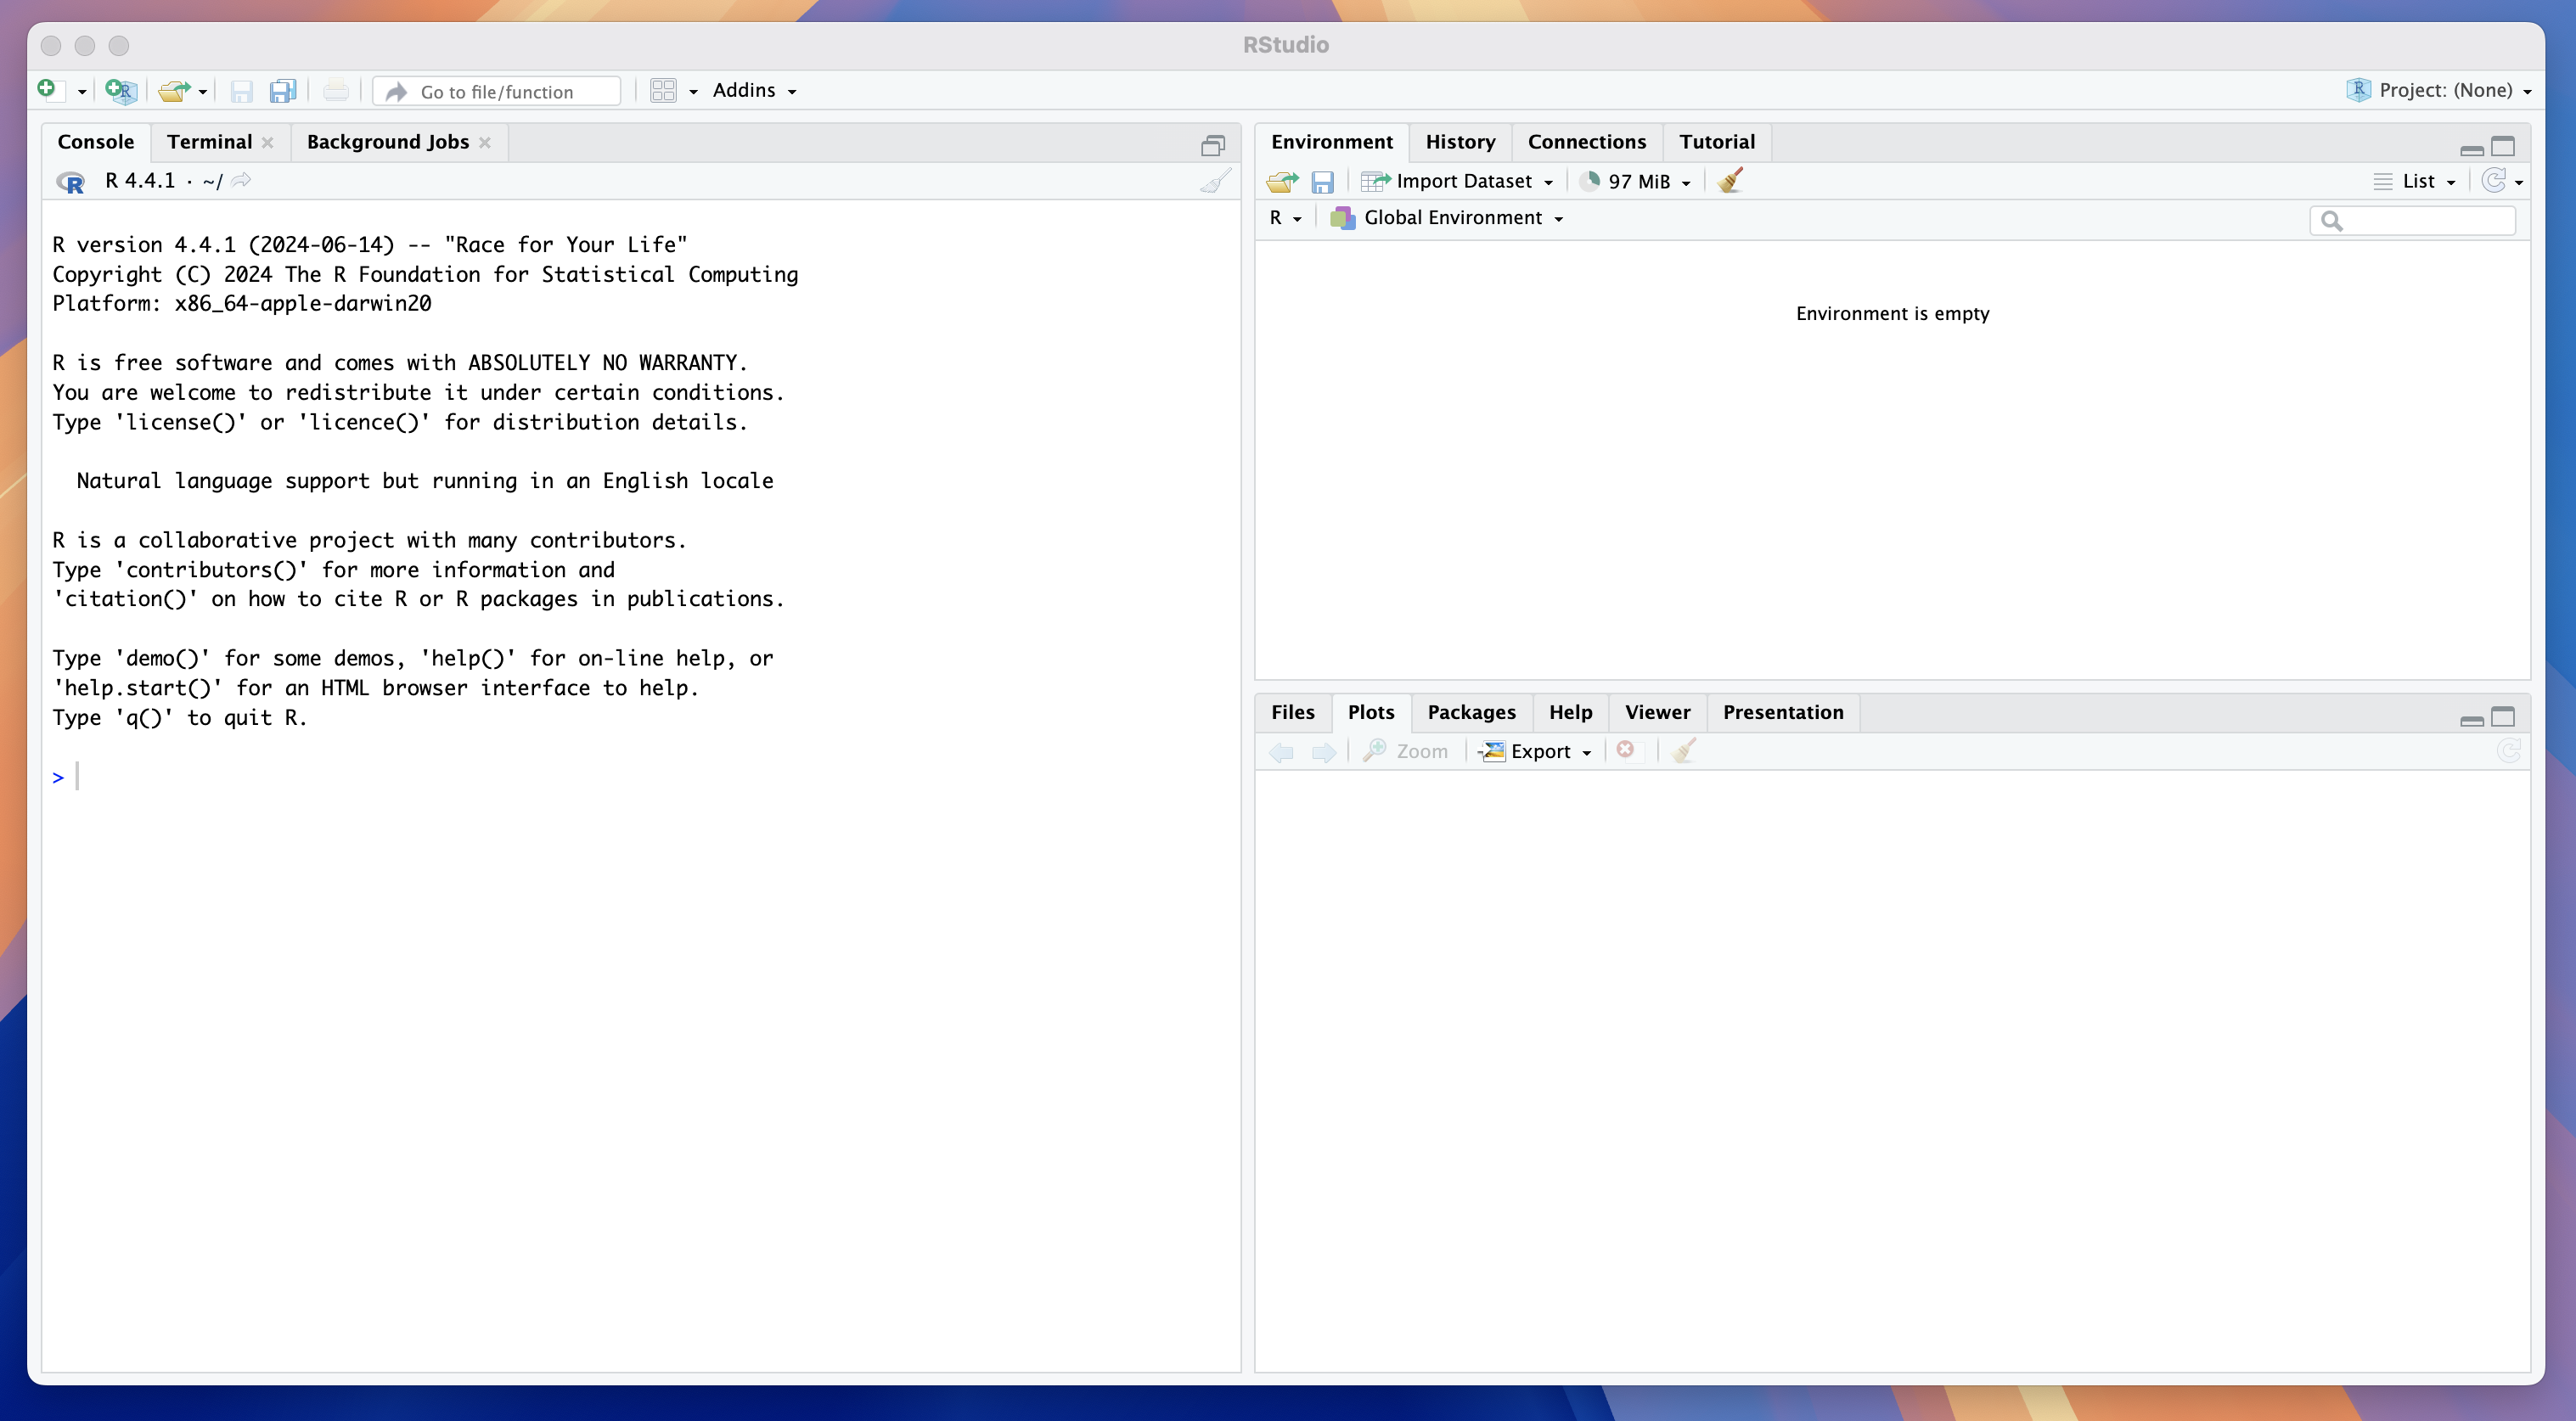 RStudio
Go to file/function
Addins
Project: (None)
Console Terminal Background Jobs
R 4.4.1 · ~/
R version 4.4.1 (2024-06-14) -- "Race for Your Life"
Copyright (C) 2024 The R Foundation for Statistical Computing
Platform: x86_64-apple-darwin20
R is free software and comes with ABSOLUTELY NO WARRANTY.
You are welcome to redistribute it under certain conditions.
Type 'license()' or 'licence()' for distribution details.
Natural language support but running in an English locale
R is a collaborative project with many contributors.
Type 'contributors()' for more information and
'citation()' on how to cite R or R packages in publications.
Type 'demo()' for some demos, 'help()' for on-line help, or
'help.start()' for an HTML browser interface to help.
Type 'q()' to quit R.
>
Environment History Connections Tutorial
Import Dataset 97 MiB List
R Global Environment
Environment is empty
Files Plots Packages Help Viewer Presentation
Zoom Export